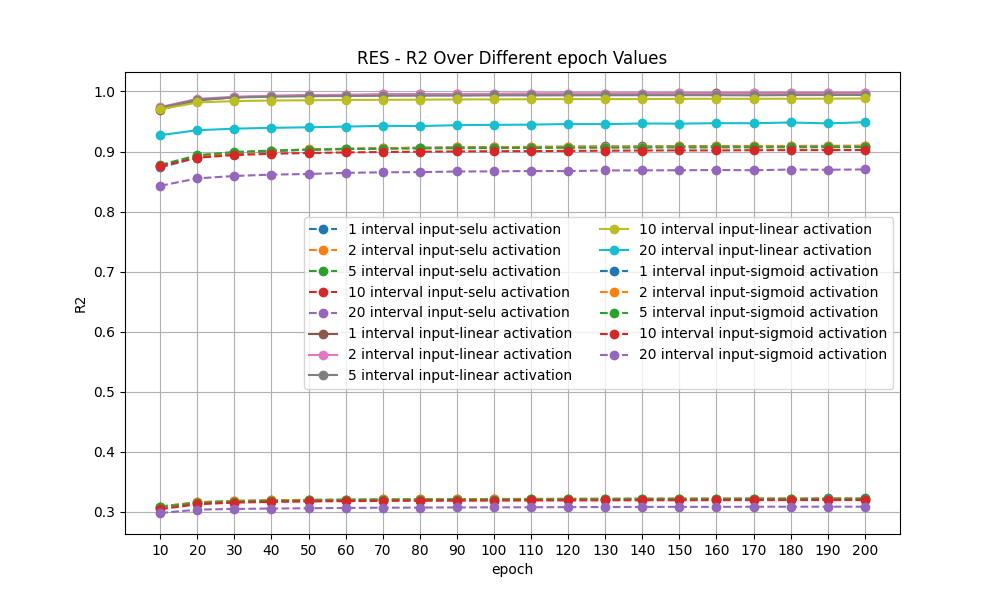 RES - R2 Over Different epoch Values
R2
1.0
0.9
0.8
0.7
0.6
0.5
0.4
0.3
1 interval input-selu activation
2 interval input-selu activation
5 interval input-selu activation
10 interval input-selu activation
20 interval input-selu activation
1 interval input-linear activation
2 interval input-linear activation
5 interval input-linear activation
10 interval input-linear activation
20 interval input-linear activation
1 interval input-sigmoid activation
2 interval input-sigmoid activation
5 interval input-sigmoid activation
10 interval input-sigmoid activation
20 interval input-sigmoid activation
10 20 30 40 50 60 70 80 90 100 110 120 130 140 150 160 170 180 190 200
epoch